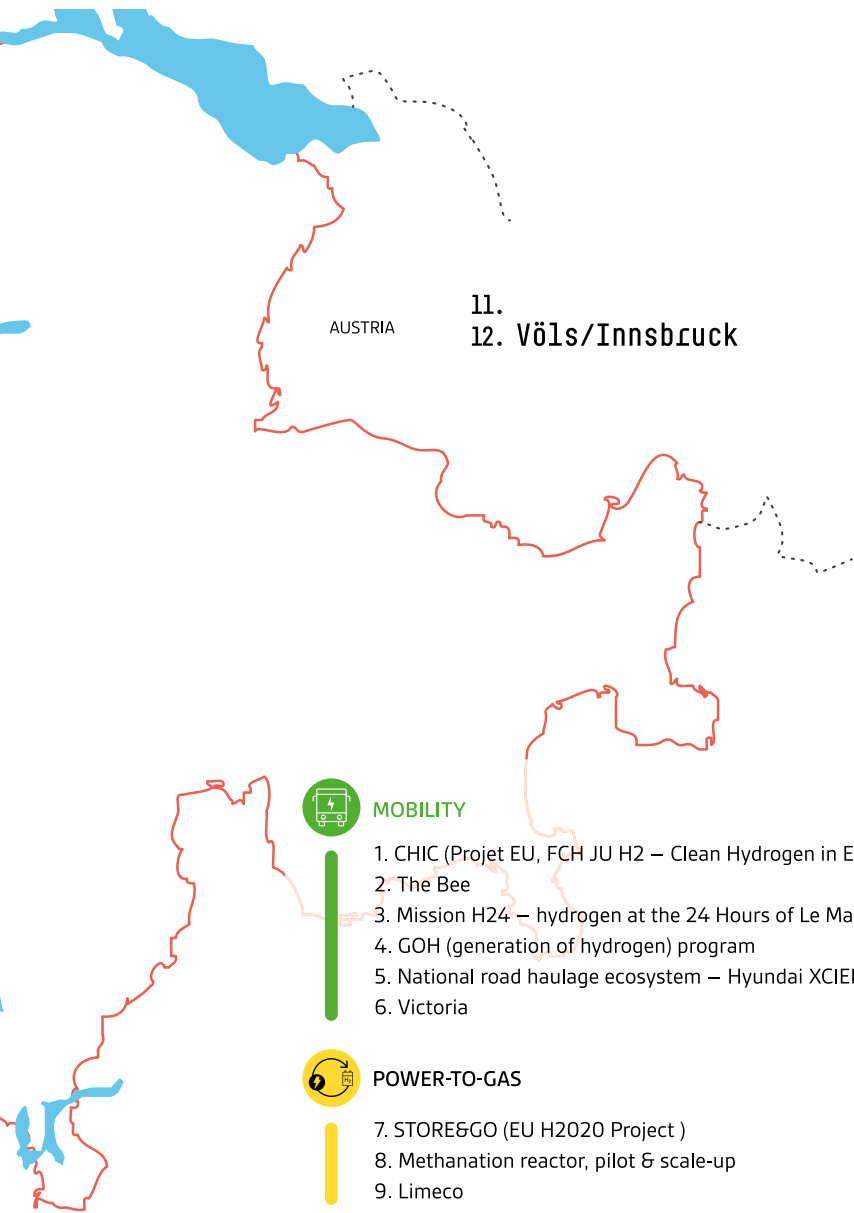 AUSTRIA
11.
12. Völs/Innsbruck
MOBILITY
1. CHIC (Projet EU, FCH JU H2 – Clean Hydrogen in E
2. The Bee
3. Mission H24 – hydrogen at the 24 Hours of Le Ma
4. GOH (generation of hydrogen) program
5. National road haulage ecosystem – Hyundai XCIE
6. Victoria
POWER-TO-GAS
7. STORE&GO (EU H2020 Project )
8. Methanation reactor, pilot & scale-up
9. Limeco